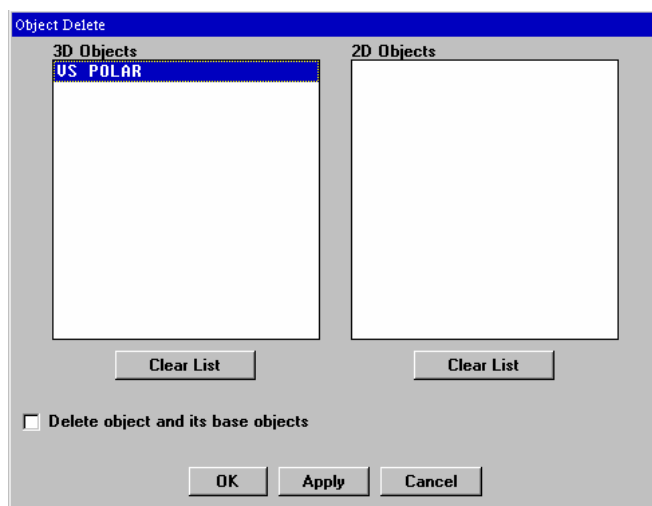 Object Delete
3D Objects
2D Objects
VS POLAR
Clear List
Clear List
Delete object and its base objects
OK
Apply
Cancel